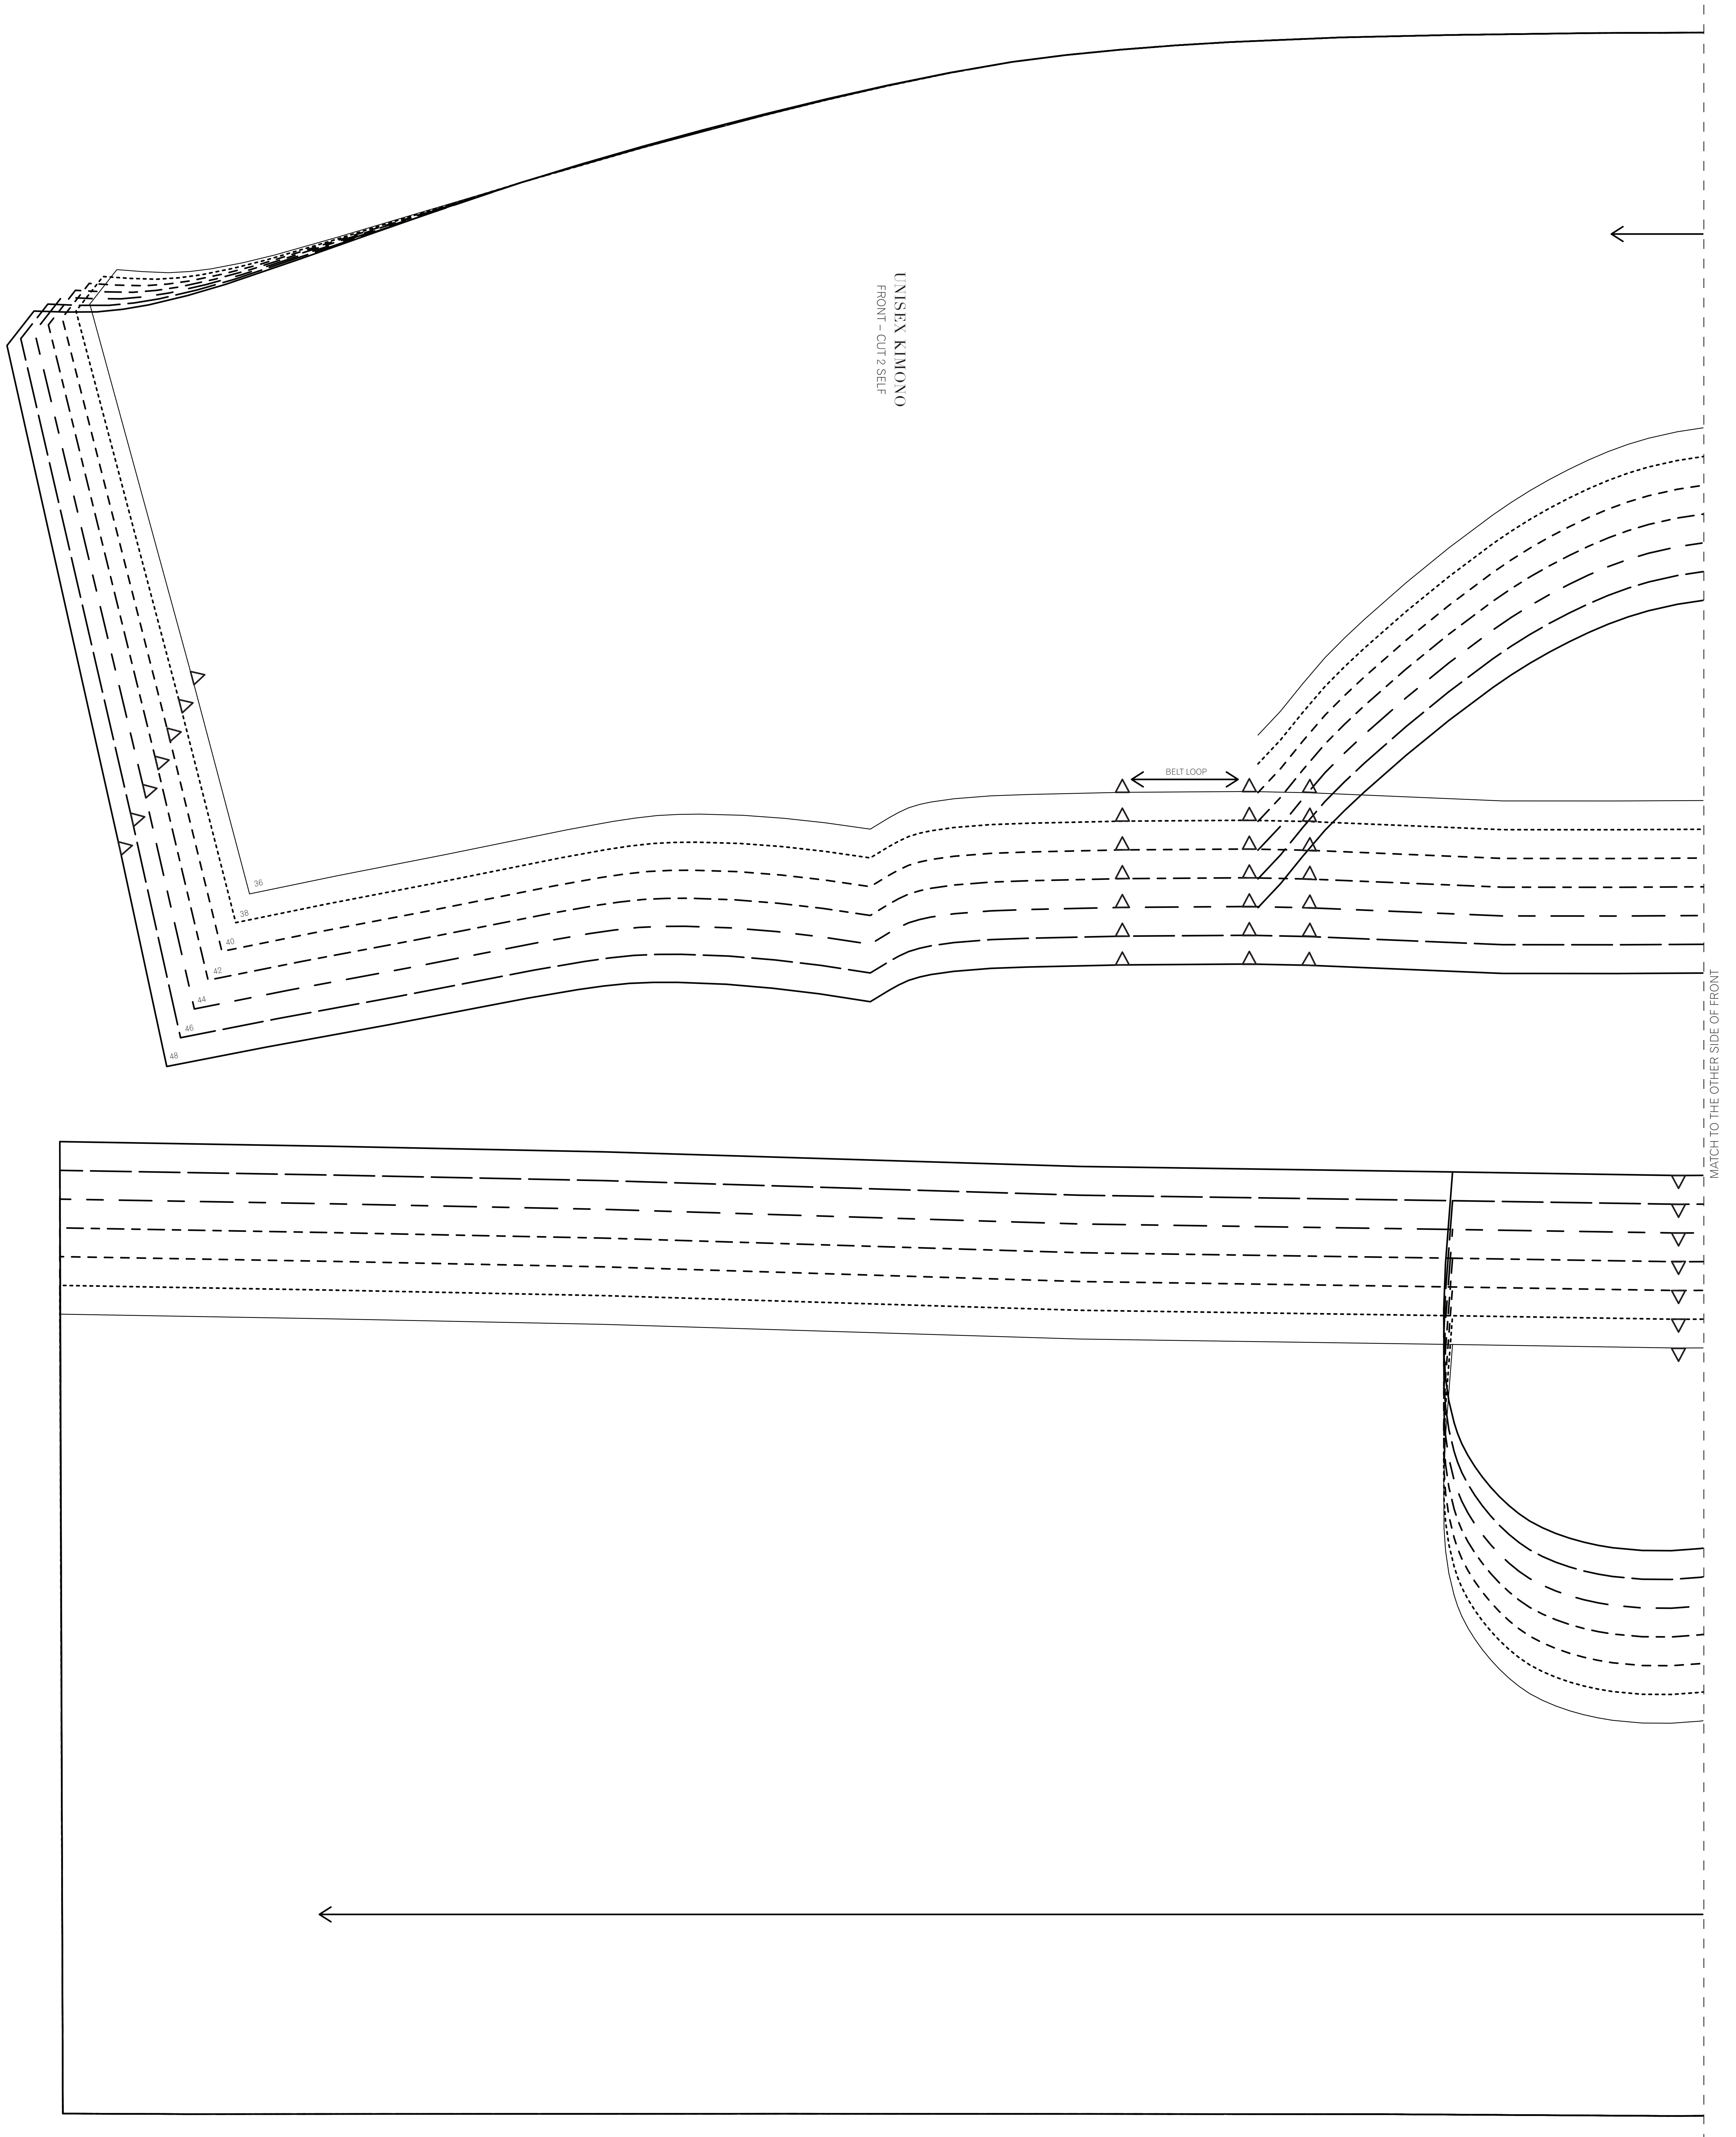 UNISEX KIMONO
FRONT – CUT 2 SELF
BELT LOOP
36
38
40
42
44
46
48
MATCH TO THE OTHER SIDE OF FRONT